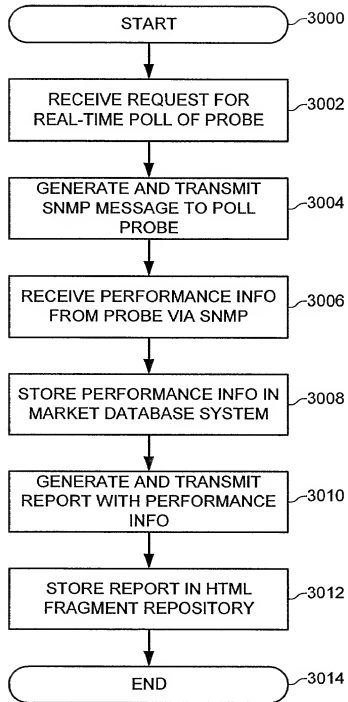 START
3000
RECEIVE REQUEST FOR
REAL-TIME POLL OF PROBE
3002
GENERATE AND TRANSMIT
SNMP MESSAGE TO POLL
PROBE
3004
RECEIVE PERFORMANCE INFO
FROM PROBE VIA SNMP
3006
STORE PERFORMANCE INFO IN
MARKET DATABASE SYSTEM
3008
GENERATE AND TRANSMIT
REPORT WITH PERFORMANCE
INFO
3010
STORE REPORT IN HTML
FRAGMENT REPOSITORY
3012
END
3014